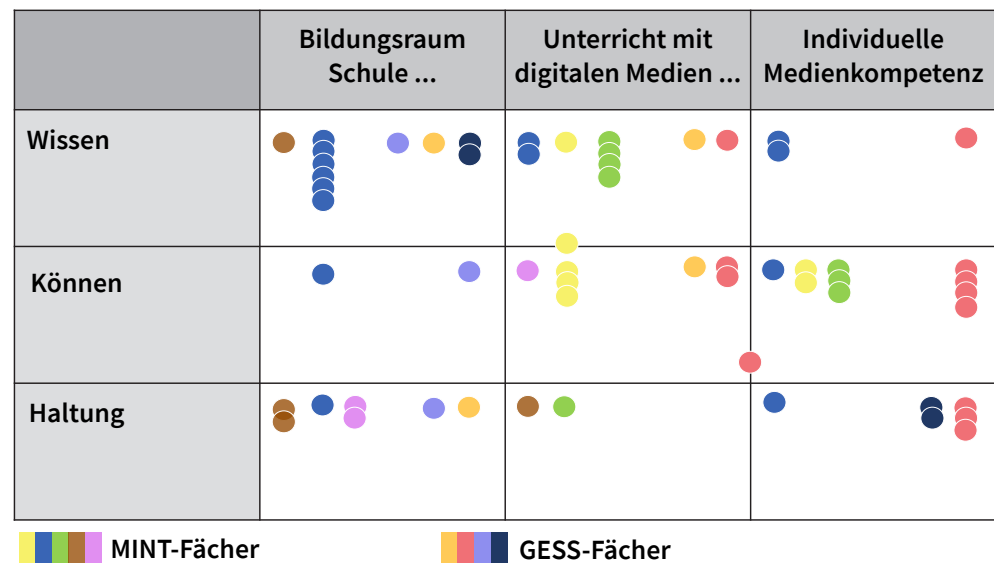 Bildungsraum
Schule ...
Unterricht mit
digitalen Medien ...
Individuelle
Medienkompetenz
Wissen
Können
Haltung
MINT-Fächer
GESS-Fächer